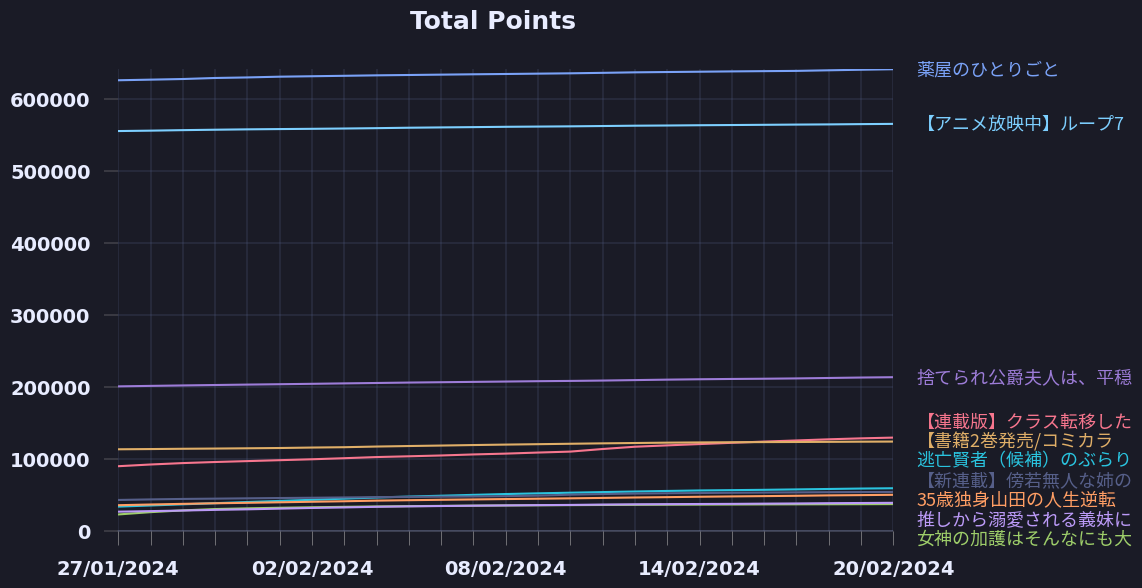 Total Points
600000
500000
400000
300000
200000
100000
0
27/01/2024
02/02/2024
08/02/2024
14/02/2024
20/02/2024
薬屋のひとりごと
【アニメ放映中】ループ7
捨てられ公爵夫人は、平穏
【連載版】クラス転移した
【書籍2巻発売/コミカラ
逃亡賢者（候補）のぶらり
【新連載】傍若無人な姉の
35歳独身山田の人生逆転
推しから溺愛される義妹に
女神の加護はそんなにも大